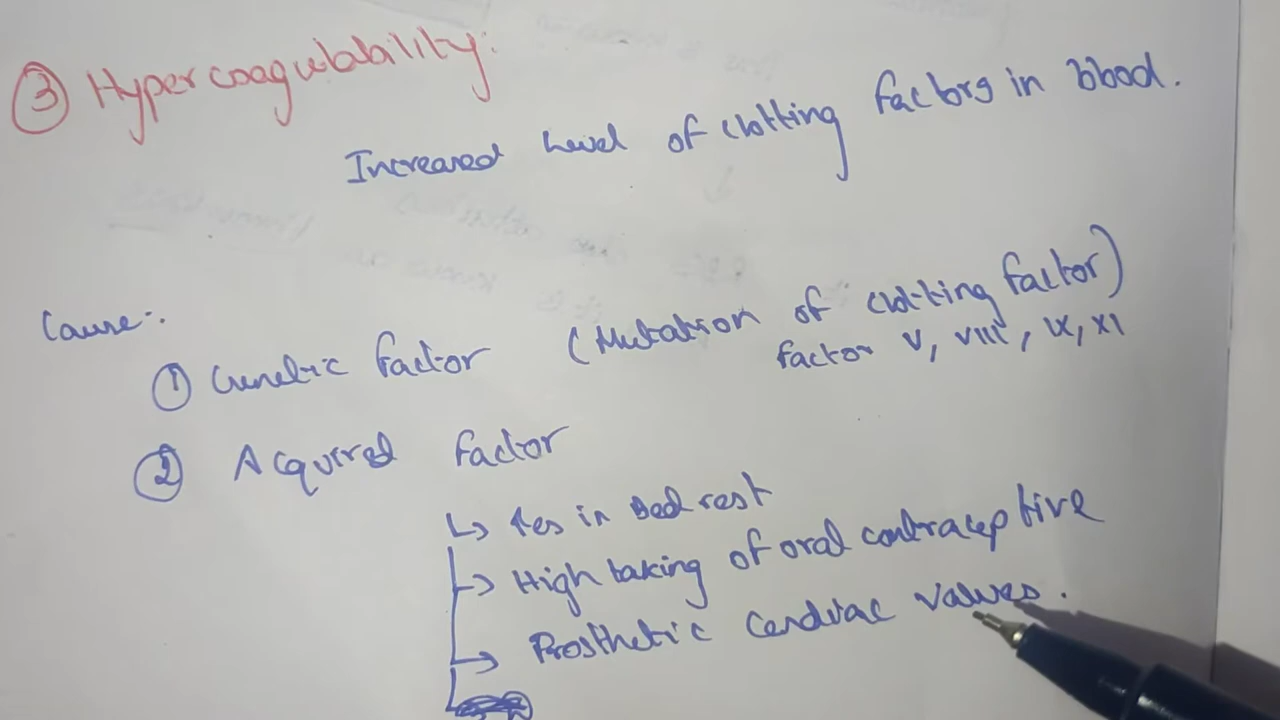 ③ Hypercoagulability:
Increased level of clotting factors in blood.
Cause:-
① Genetic factor (Mutation of clotting factor)
factor V, VIII, IX, XI
② Acquired factor
↳ ↑es in Bed rest
→ High taking of oral contraceptive
→ Prosthetic Cardiac valves.